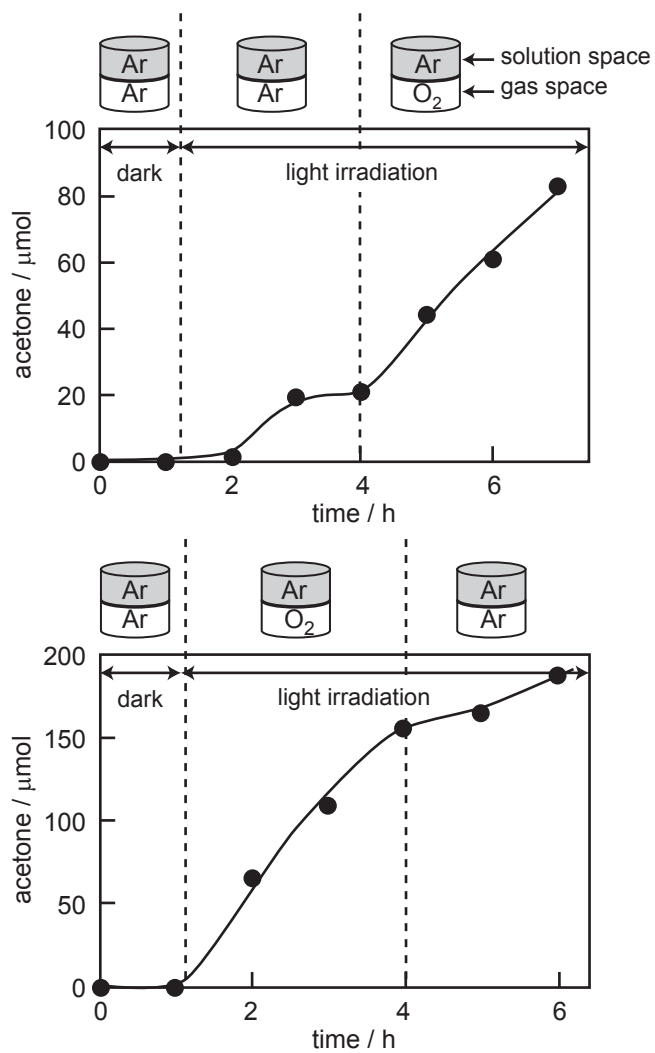 Ar Ar Ar solution space
Ar Ar O2 gas space
100
dark light irradiation
80
60
40
20
0
acetone / μmol
0 2 4 6
time / h
Ar Ar Ar
Ar O2 Ar
200
dark light irradiation
150
100
50
0
acetone / μmol
0 2 4 6
time / h